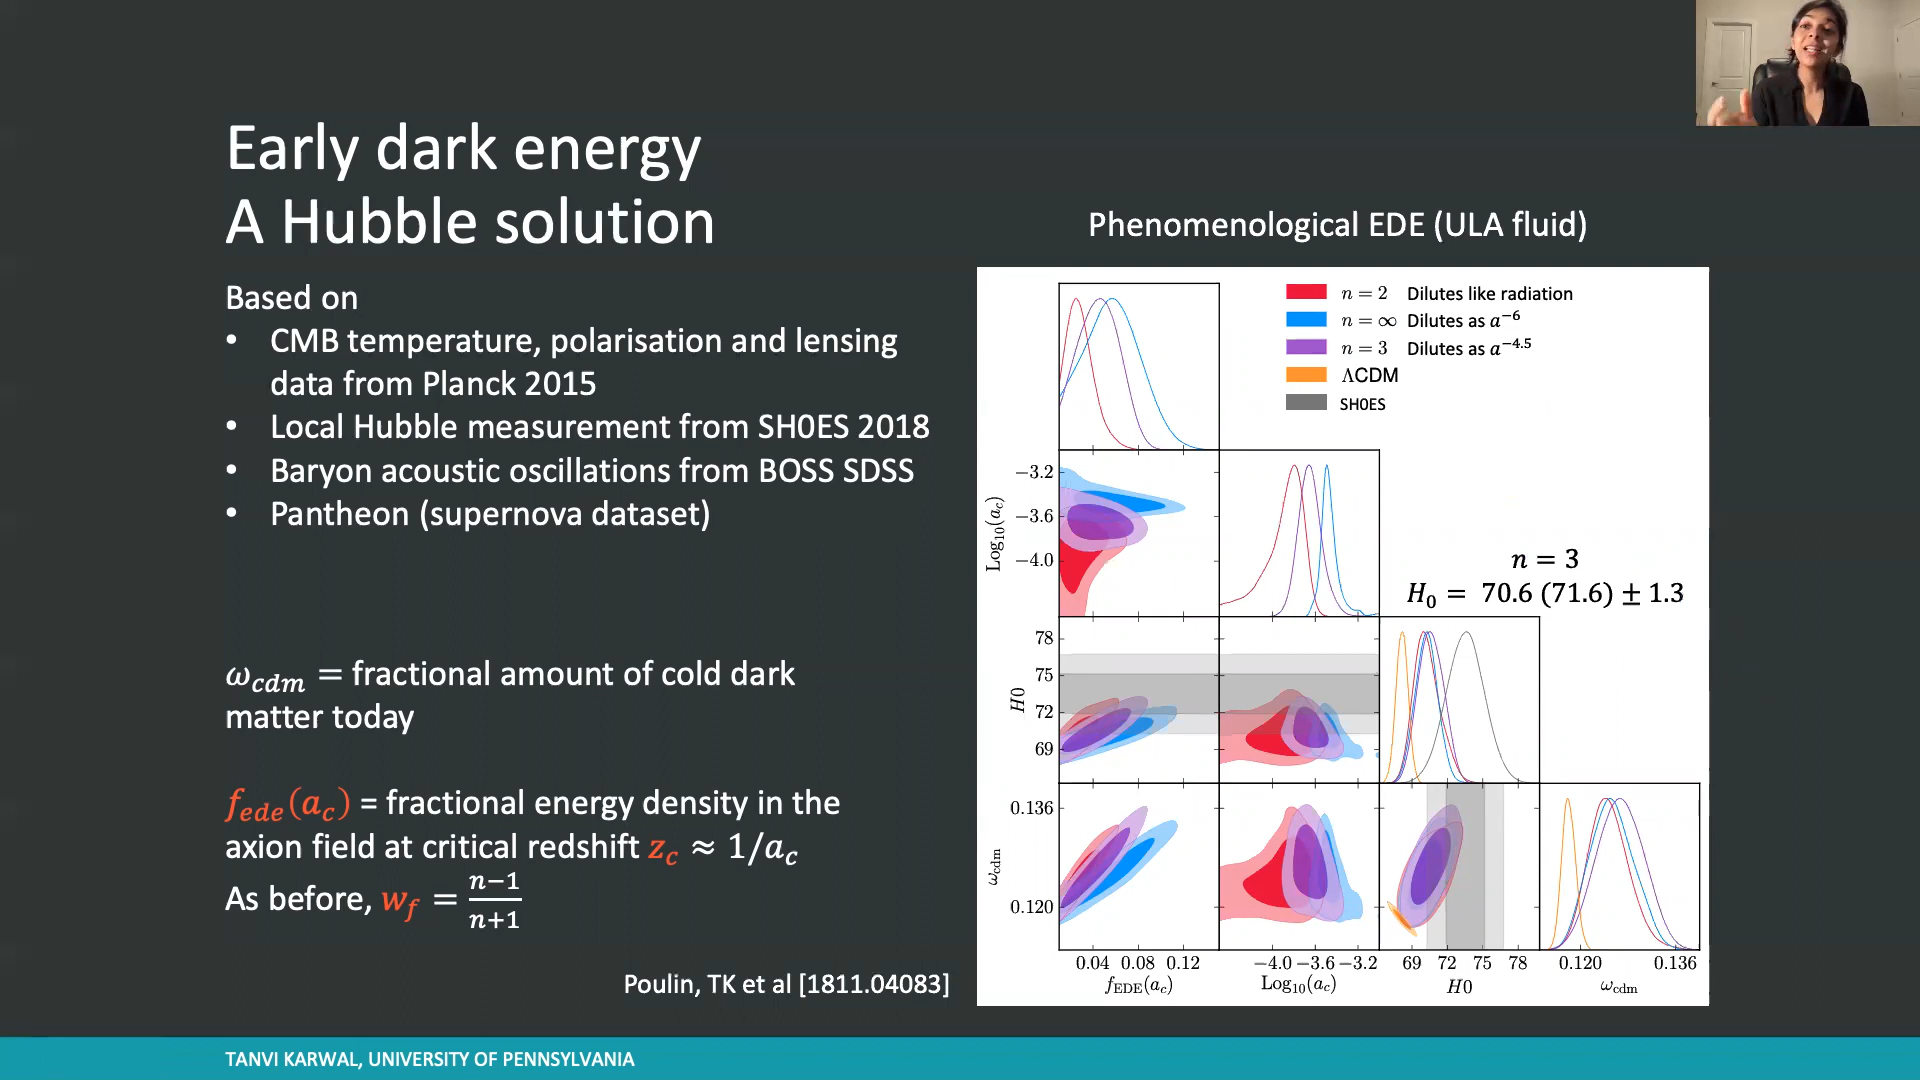 Early dark energy
A Hubble solution
Based on
• CMB temperature, polarisation and lensing
data from Planck 2015
• Local Hubble measurement from SH0ES 2018
• Baryon acoustic oscillations from BOSS SDSS
• Pantheon (supernova dataset)
ω_cdm = fractional amount of cold dark
matter today
f_ede(a_c) = fractional energy density in the
axion field at critical redshift z_c ≈ 1/a_c
As before, w_f = (n−1)/(n+1)
Poulin, TK et al [1811.04083]
Phenomenological EDE (ULA fluid)
n = 2 Dilutes like radiation
n = ∞ Dilutes as a^−6
n = 3 Dilutes as a^−4.5
ΛCDM
SH0ES
−3.2
−3.6
−4.0
Log10(a_c)
n = 3
H_0 = 70.6 (71.6) ± 1.3
78
75
72
69
H0
0.136
0.120
ω_cdm
0.04 0.08 0.12
−4.0 −3.6 −3.2
69 72 75 78
0.120 0.136
f_EDE(a_c)
Log10(a_c)
H0
ω_cdm
TANVI KARWAL, UNIVERSITY OF PENNSYLVANIA